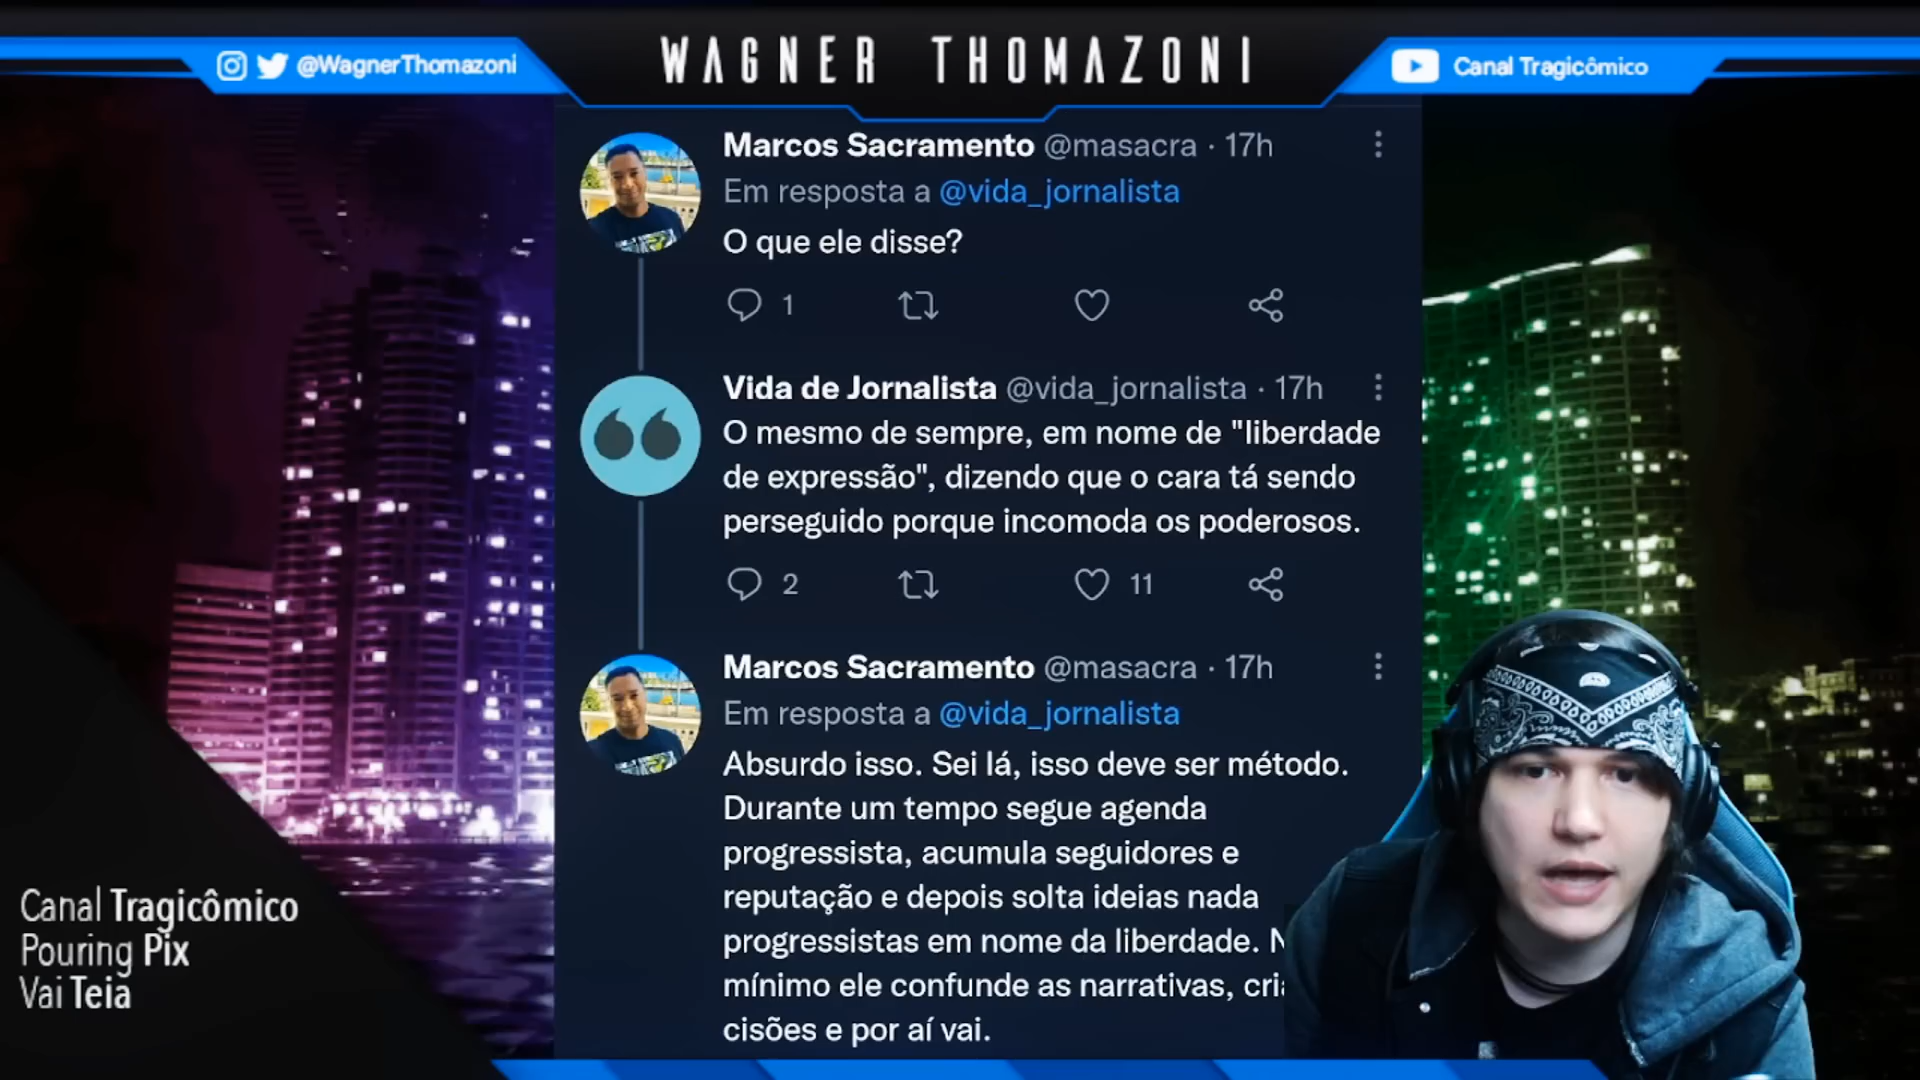 WAGNER THOMAZONI
@WagnerThomazoni
Canal Tragicômico
Marcos Sacramento @masacra · 17h
Em resposta a @vida_jornalista
O que ele disse?
1
Vida de Jornalista @vida_jornalista · 17h
O mesmo de sempre, em nome de "liberdade
de expressão", dizendo que o cara tá sendo
perseguido porque incomoda os poderosos.
2 11
Marcos Sacramento @masacra · 17h
Em resposta a @vida_jornalista
Absurdo isso. Sei lá, isso deve ser método.
Durante um tempo segue agenda
progressista, acumula seguidores e
reputação e depois solta ideias nada
progressistas em nome da liberdade.
mínimo ele confunde as narrativas,
cisões e por aí vai.
Canal Tragicômico
Pouring Pix
Vai Teia